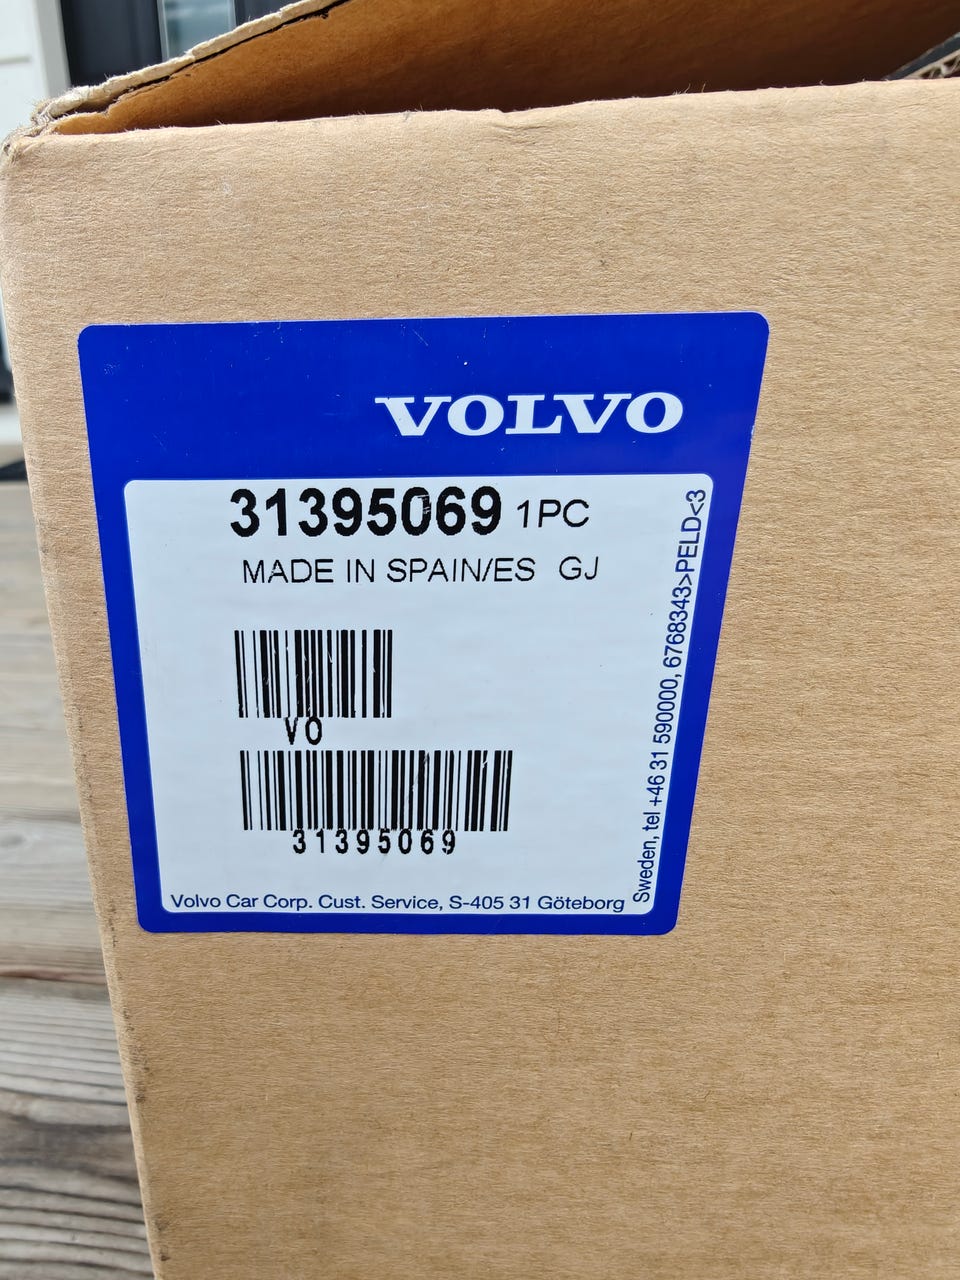 VOLVO
31395069 1PC
MADE IN SPAIN/ES GJ
VO
31395069
Volvo Car Corp. Cust. Service, S-405 31 Göteborg
Sweden, tel +46 31 590000, 6768343>PELD<3